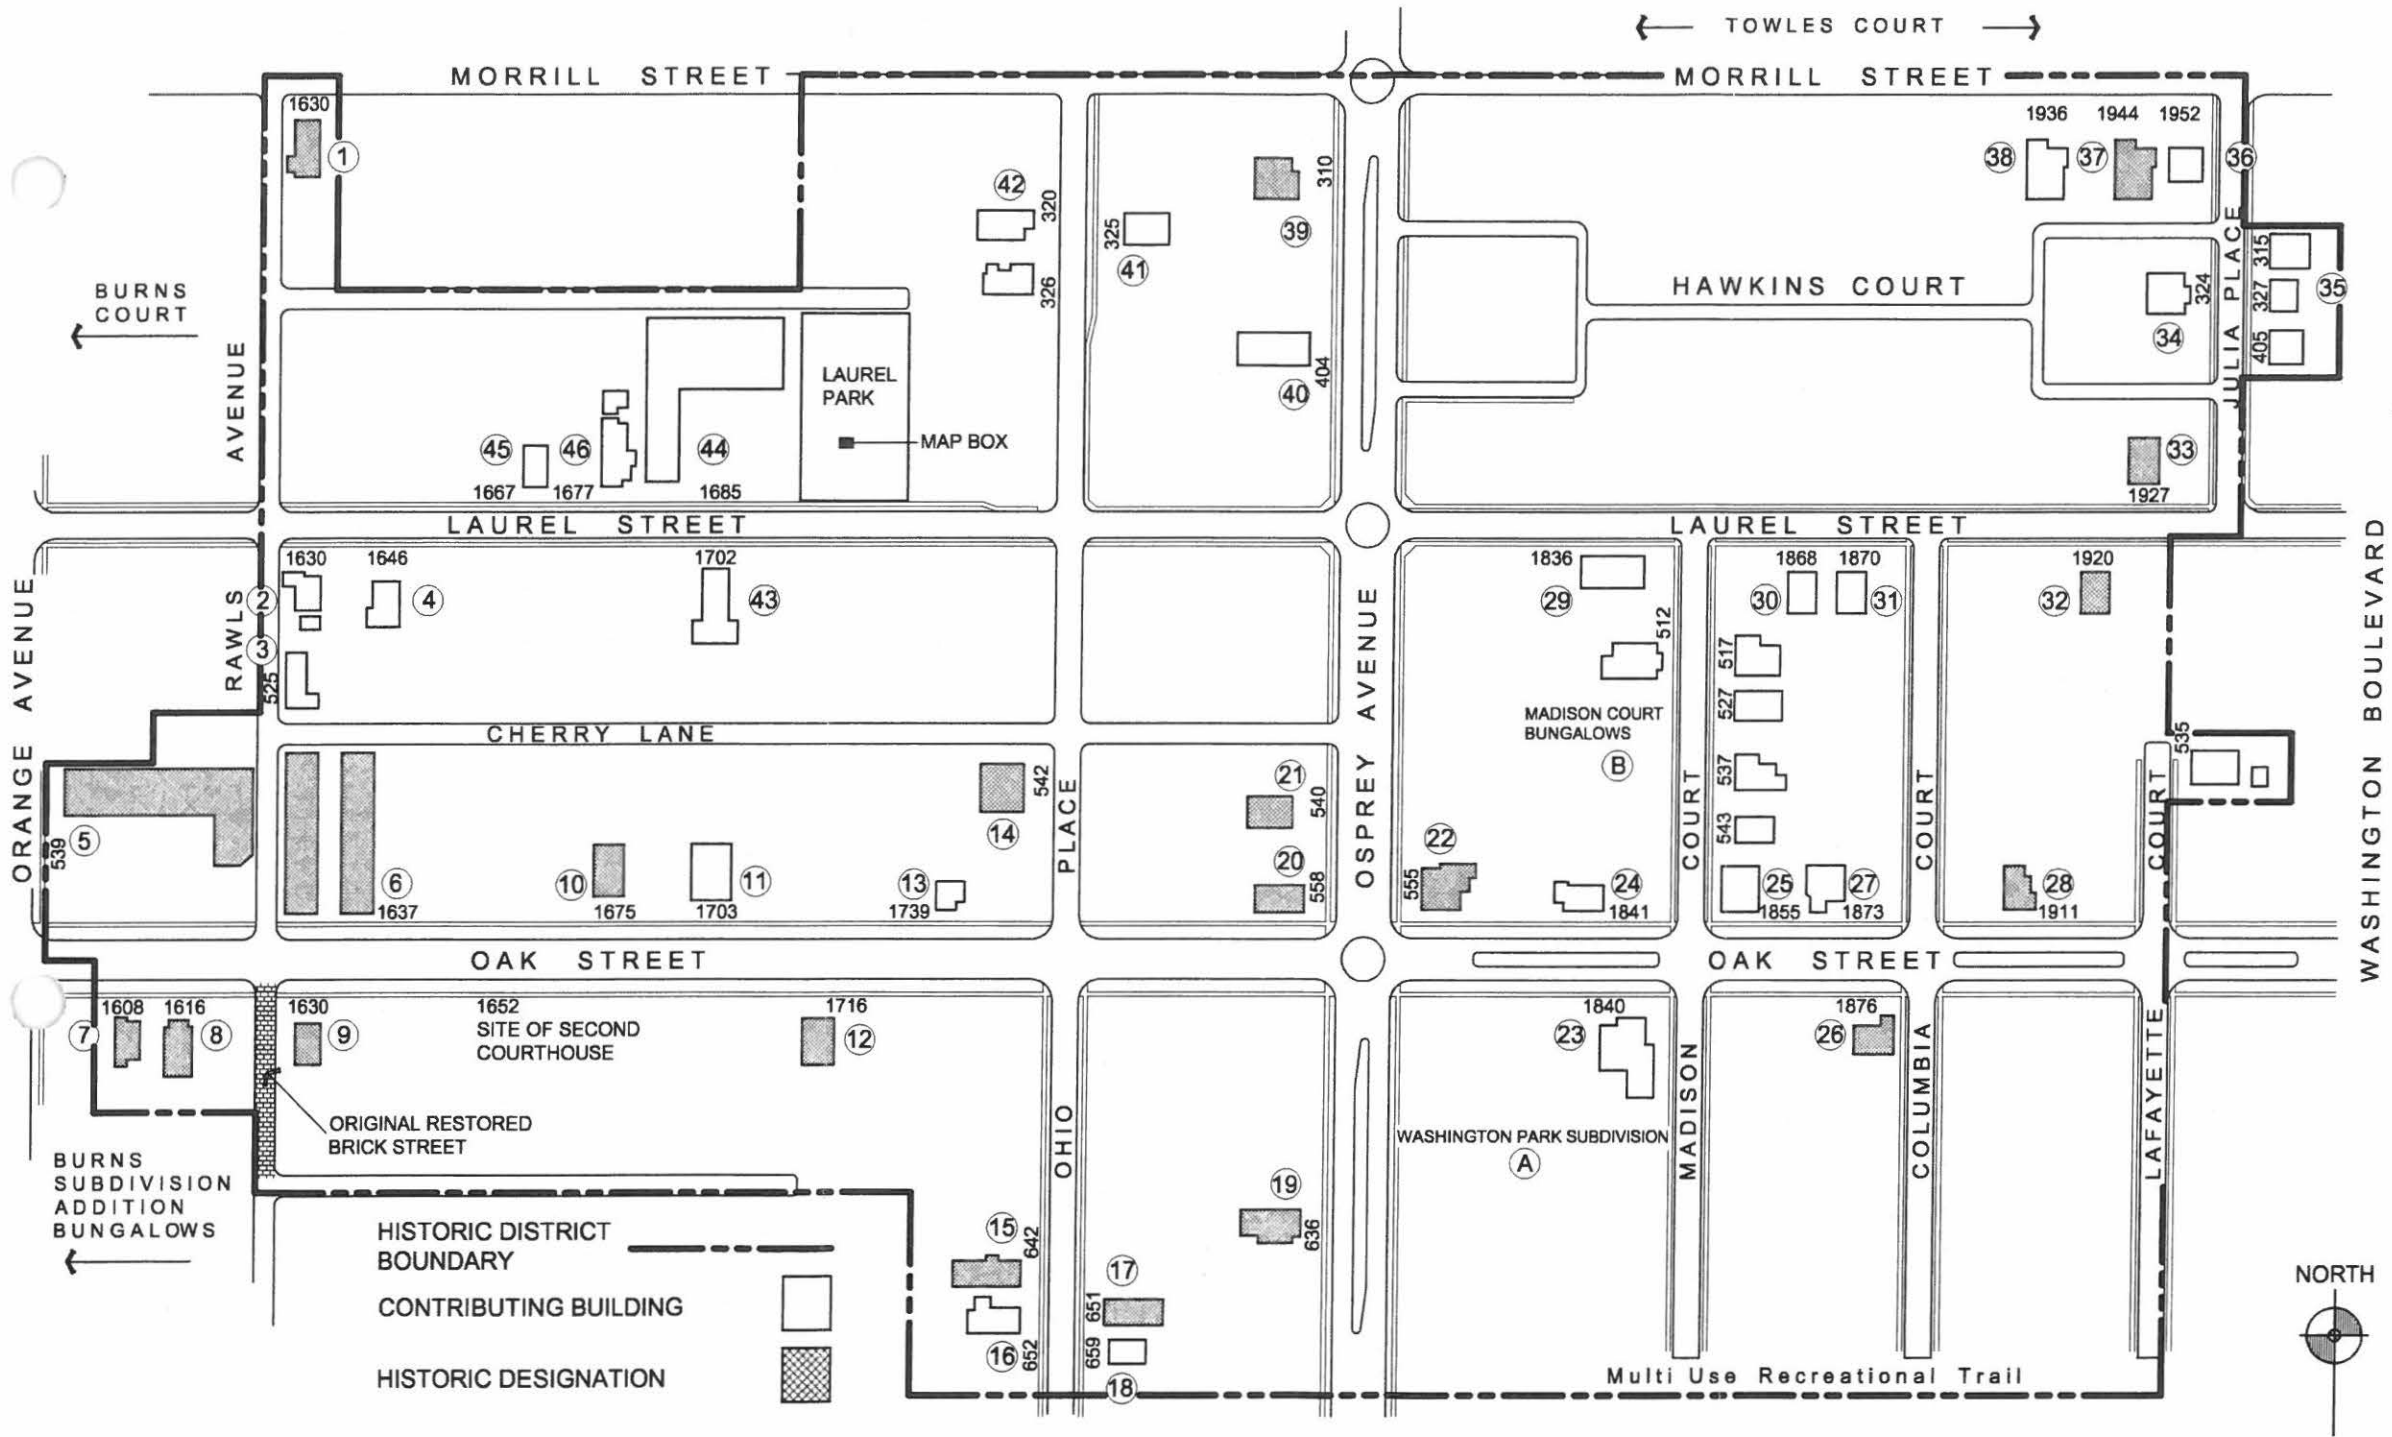 TOWLES COURT
MORRILL STREET
MORRILL STREET
1630
1
1936
1944
1952
38
37
36
42
320
326
325
41
310
39
404
40
HAWKINS COURT
JULIA PLACE
315
327
405
35
324
34
33
1927
BURNS
COURT
AVENUE
RAWLS
LAUREL
PARK
MAP BOX
45
46
44
1667
1677
1685
LAUREL STREET
LAUREL STREET
ORANGE AVENUE
WASHINGTON BOULEVARD
1630
2
3
525
1646
4
1702
43
OSPREY AVENUE
1836
29
512
1868
1870
30
31
517
527
537
543
1920
32
MADISON COURT
BUNGALOWS
B
535
CHERRY LANE
539
5
6
1637
10
1675
11
1703
13
1739
542
14
PLACE
21
540
20
558
22
555
24
1841
25
1855
27
1873
28
1911
COURT
COURT
COURT
OAK STREET
OAK STREET
7
1608
1616
8
1630
9
1652
SITE OF SECOND
COURTHOUSE
1716
12
1840
23
1876
26
ORIGINAL RESTORED
BRICK STREET
OHIO
WASHINGTON PARK SUBDIVISION
A
MADISON
COLUMBIA
LAFAYETTE
BURNS
SUBDIVISION
ADDITION
BUNGALOWS
15
642
16
652
17
651
659
18
19
636
HISTORIC DISTRICT
BOUNDARY
CONTRIBUTING BUILDING
HISTORIC DESIGNATION
Multi Use Recreational Trail
NORTH